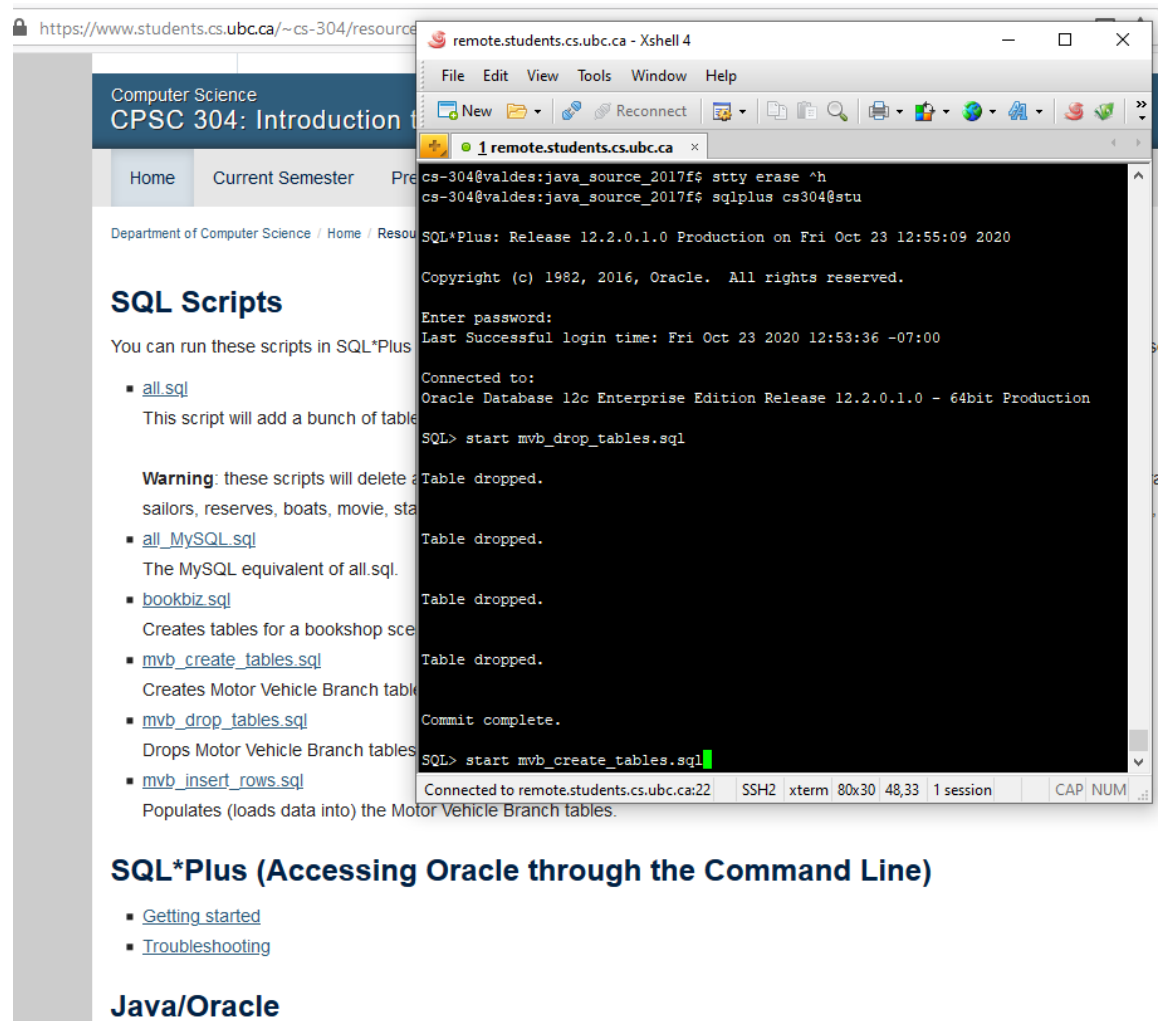 https://www.students.cs.ubc.ca/~cs-304/resource
Computer Science
CPSC 304: Introduction t
Home Current Semester Pre
Department of Computer Science / Home / Resou
SQL Scripts
You can run these scripts in SQL*Plus
▪ all.sql
This script will add a bunch of table
Warning: these scripts will delete a
sailors, reserves, boats, movie, sta
▪ all_MySQL.sql
The MySQL equivalent of all.sql.
▪ bookbiz.sql
Creates tables for a bookshop sce
▪ mvb_create_tables.sql
Creates Motor Vehicle Branch table
▪ mvb_drop_tables.sql
Drops Motor Vehicle Branch tables
▪ mvb_insert_rows.sql
Populates (loads data into) the Motor Vehicle Branch tables.
SQL*Plus (Accessing Oracle through the Command Line)
▪ Getting started
▪ Troubleshooting
Java/Oracle
remote.students.cs.ubc.ca - Xshell 4
File Edit View Tools Window Help
New Reconnect
1 remote.students.cs.ubc.ca ×
cs-304@valdes:java_source_2017f$ stty erase ^h
cs-304@valdes:java_source_2017f$ sqlplus cs304@stu
SQL*Plus: Release 12.2.0.1.0 Production on Fri Oct 23 12:55:09 2020
Copyright (c) 1982, 2016, Oracle. All rights reserved.
Enter password:
Last Successful login time: Fri Oct 23 2020 12:53:36 -07:00
Connected to:
Oracle Database 12c Enterprise Edition Release 12.2.0.1.0 - 64bit Production
SQL> start mvb_drop_tables.sql
Table dropped.
Table dropped.
Table dropped.
Table dropped.
Commit complete.
SQL> start mvb_create_tables.sql
Connected to remote.students.cs.ubc.ca:22 SSH2 xterm 80x30 48,33 1 session CAP NUM